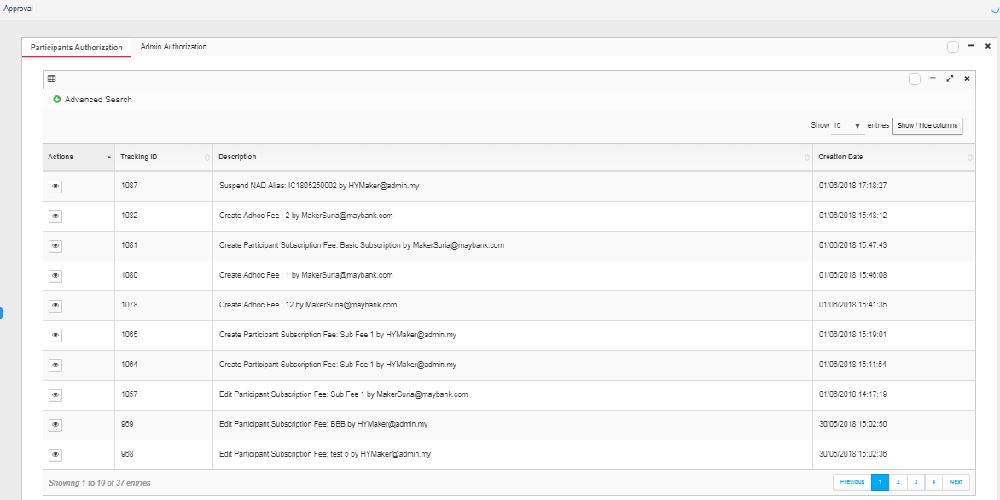 Approval
Participants Authorization Admin Authorization
Advanced Search
Show 10 entries Show / hide columns
Actions Tracking ID Description Creation Date
1087 Suspend NAD Alias: IC1805250002 by HYMaker@admin.my 01/06/2018 17:18:27
1082 Create Adhoc Fee : 2 by MakerSuria@maybank.com 01/06/2018 15:48:12
1081 Create Participant Subscription Fee: Basic Subscription by MakerSuria@maybank.com 01/06/2018 15:47:43
1080 Create Adhoc Fee : 1 by MakerSuria@maybank.com 01/06/2018 15:46:08
1078 Create Adhoc Fee : 12 by MakerSuria@maybank.com 01/06/2018 15:41:35
1065 Create Participant Subscription Fee: Sub Fee 1 by HYMaker@admin.my 01/06/2018 15:19:01
1064 Create Participant Subscription Fee: Sub Fee 1 by HYMaker@admin.my 01/06/2018 15:11:54
1057 Edit Participant Subscription Fee: Sub Fee 1 by MakerSuria@maybank.com 01/06/2018 14:17:19
969 Edit Participant Subscription Fee: BBB by HYMaker@admin.my 30/05/2018 15:02:50
968 Edit Participant Subscription Fee: test 5 by HYMaker@admin.my 30/05/2018 15:02:36
Showing 1 to 10 of 37 entries Previous 1 2 3 4 Next